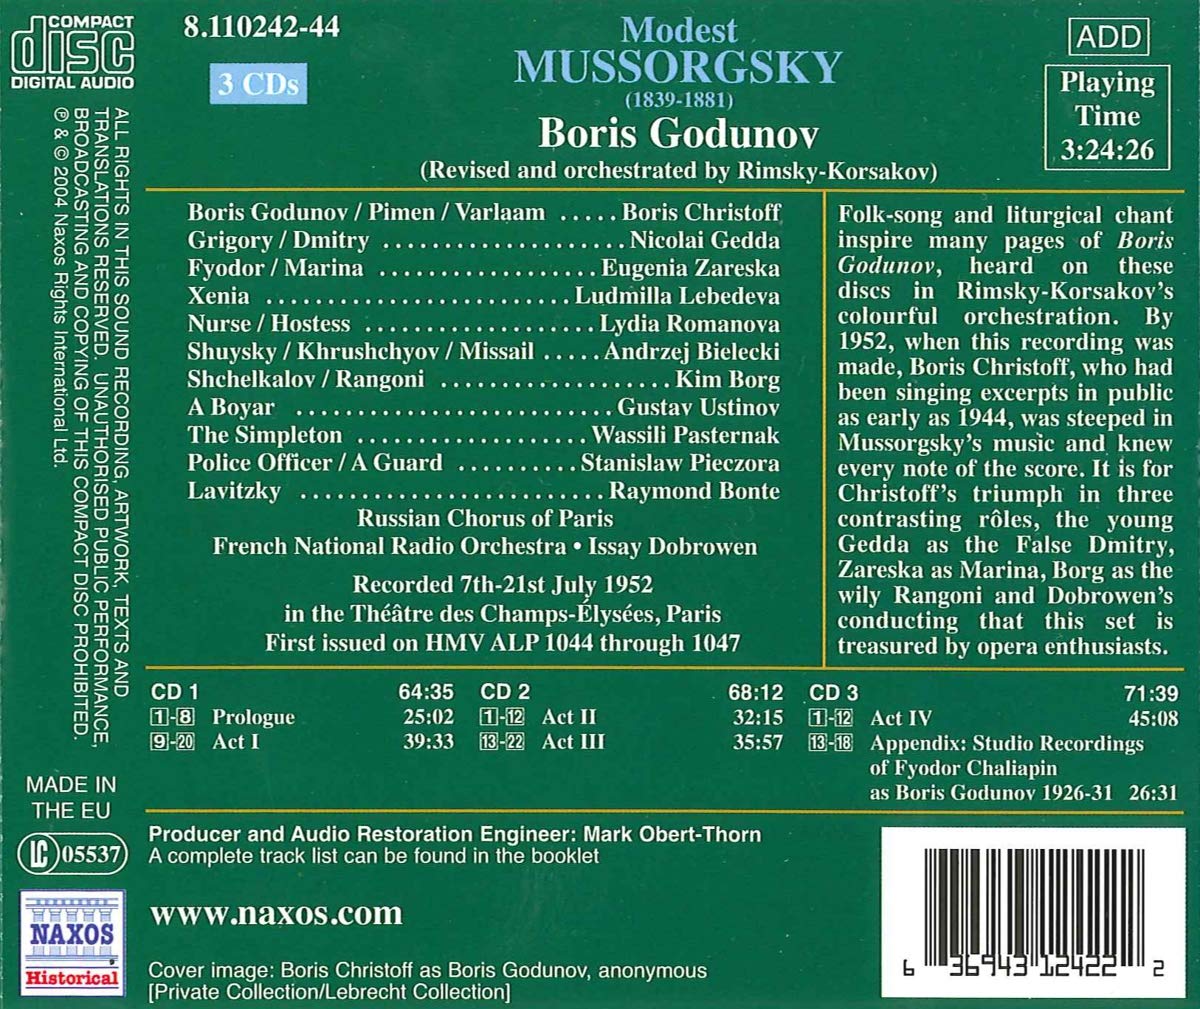 COMPACT
disc
DIGITAL AUDIO
8.110242-44
3 CDs
Modest
MUSSORGSKY
(1839-1881)
Boris Godunov
(Revised and orchestrated by Rimsky-Korsakov)
ADD
Playing
Time
3:24:26
ALL RIGHTS IN THIS SOUND RECORDING, ARTWORK, TEXTS AND
TRANSLATIONS RESERVED. UNAUTHORISED PUBLIC PERFORMANCE,
BROADCASTING AND COPYING OF THIS COMPACT DISC PROHIBITED.
℗ & © 2004 Naxos Rights International Ltd.
Boris Godunov / Pimen / Varlaam ..... Boris Christoff
Grigory / Dmitry ..................... Nicolai Gedda
Fyodor / Marina .................. Eugenia Zareska
Xenia .......................... Ludmilla Lebedeva
Nurse / Hostess ................... Lydia Romanova
Shuysky / Khrushchyov / Missail ..... Andrzej Bielecki
Shchelkalov / Rangoni .................... Kim Borg
A Boyar ........................... Gustav Ustinov
The Simpleton .................... Wassili Pasternak
Police Officer / A Guard .......... Stanislaw Pieczora
Lavitzky .......................... Raymond Bonte
Russian Chorus of Paris
French National Radio Orchestra • Issay Dobrowen
Recorded 7th-21st July 1952
in the Théâtre des Champs-Élysées, Paris
First issued on HMV ALP 1044 through 1047
Folk-song and liturgical chant
inspire many pages of Boris
Godunov, heard on these
discs in Rimsky-Korsakov's
colourful orchestration. By
1952, when this recording was
made, Boris Christoff, who had
been singing excerpts in public
as early as 1944, was steeped in
Mussorgsky's music and knew
every note of the score. It is for
Christoff's triumph in three
contrasting rôles, the young
Gedda as the False Dmitry,
Zareska as Marina, Borg as the
wily Rangoni and Dobrowen's
conducting that this set is
treasured by opera enthusiasts.
CD 1 64:35
1-8 Prologue 25:02
9-20 Act I 39:33
CD 2 68:12
1-12 Act II 32:15
13-22 Act III 35:57
CD 3 71:39
1-12 Act IV 45:08
13-18 Appendix: Studio Recordings
of Fyodor Chaliapin
as Boris Godunov 1926-31 26:31
MADE IN
THE EU
LC 05537
NAXOS
Historical
Producer and Audio Restoration Engineer: Mark Obert-Thorn
A complete track list can be found in the booklet
www.naxos.com
Cover image: Boris Christoff as Boris Godunov, anonymous
[Private Collection/Lebrecht Collection]
6 36943 12422 2